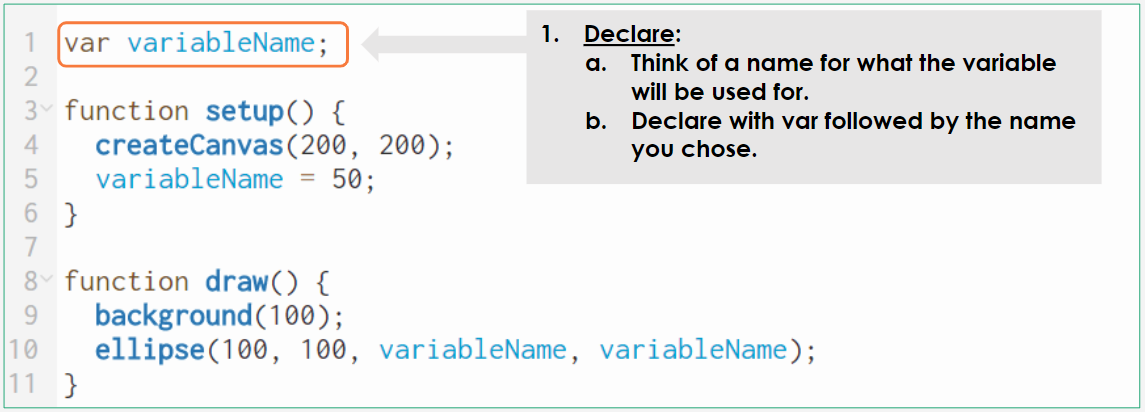 1 var variableName;
2
3 function setup() {
4 createCanvas(200, 200);
5 variableName = 50;
6 }
7
8 function draw() {
9 background(100);
10 ellipse(100, 100, variableName, variableName);
11 }
1. Declare:
a. Think of a name for what the variable
will be used for.
b. Declare with var followed by the name
you chose.